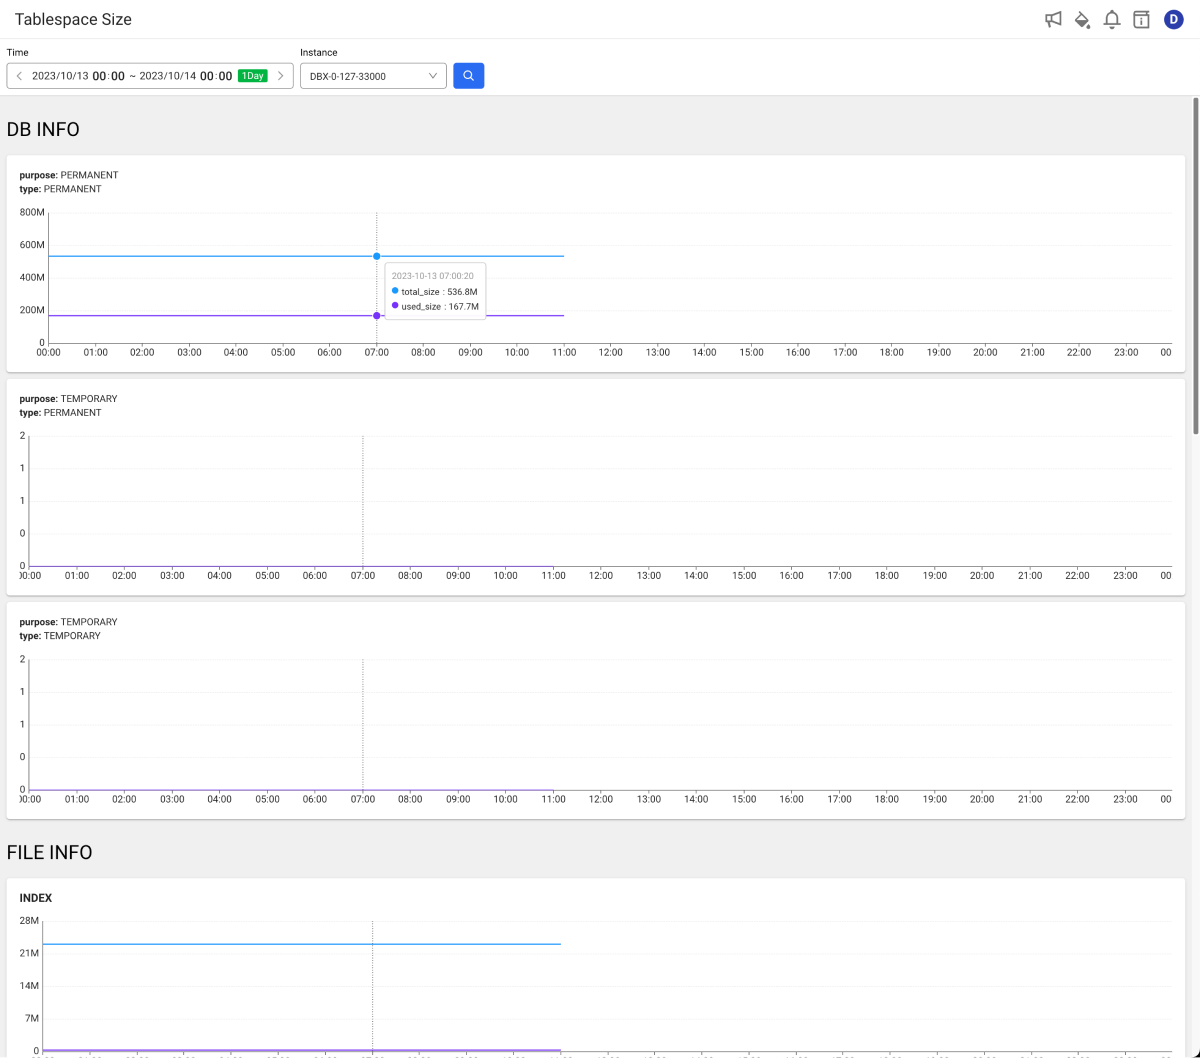 Tablespace Size
D
Time
Instance
2023/10/13 00:00 ~ 2023/10/14 00:00 1Day
DBX-0-127-33000
DB INFO
purpose: PERMANENT
type: PERMANENT
800M
600M
400M
200M
0
2023-10-13 07:00:20
total_size : 536.8M
used_size : 167.7M
00:00 01:00 02:00 03:00 04:00 05:00 06:00 07:00 08:00 09:00 10:00 11:00 12:00 13:00 14:00 15:00 16:00 17:00 18:00 19:00 20:00 21:00 22:00 23:00 00
purpose: TEMPORARY
type: PERMANENT
2
1
1
0
0
00:00 01:00 02:00 03:00 04:00 05:00 06:00 07:00 08:00 09:00 10:00 11:00 12:00 13:00 14:00 15:00 16:00 17:00 18:00 19:00 20:00 21:00 22:00 23:00 00
purpose: TEMPORARY
type: TEMPORARY
2
1
1
0
0
00:00 01:00 02:00 03:00 04:00 05:00 06:00 07:00 08:00 09:00 10:00 11:00 12:00 13:00 14:00 15:00 16:00 17:00 18:00 19:00 20:00 21:00 22:00 23:00 00
FILE INFO
INDEX
28M
21M
14M
7M
0